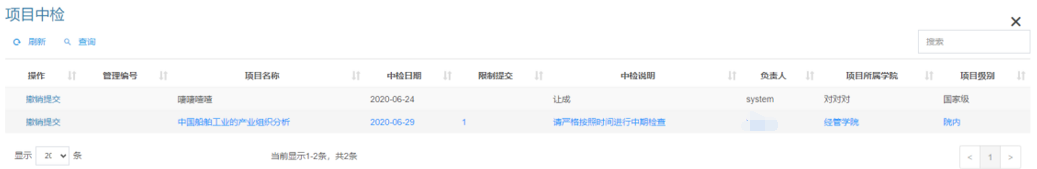 项目中检
×
刷新 查询
搜索
操作 管理编号 项目名称 中检日期 限制提交 中检说明 负责人 项目所属学院 项目级别
撤销提交 嘻嘻嘻嘻 2020-06-24 让成 system 对对对 国家级
撤销提交 中国船舶工业的产业组织分析 2020-06-29 1 请严格按照时间进行中期检查 经管学院 院内
显示 20 条 当前显示1-2条，共2条 < 1 >